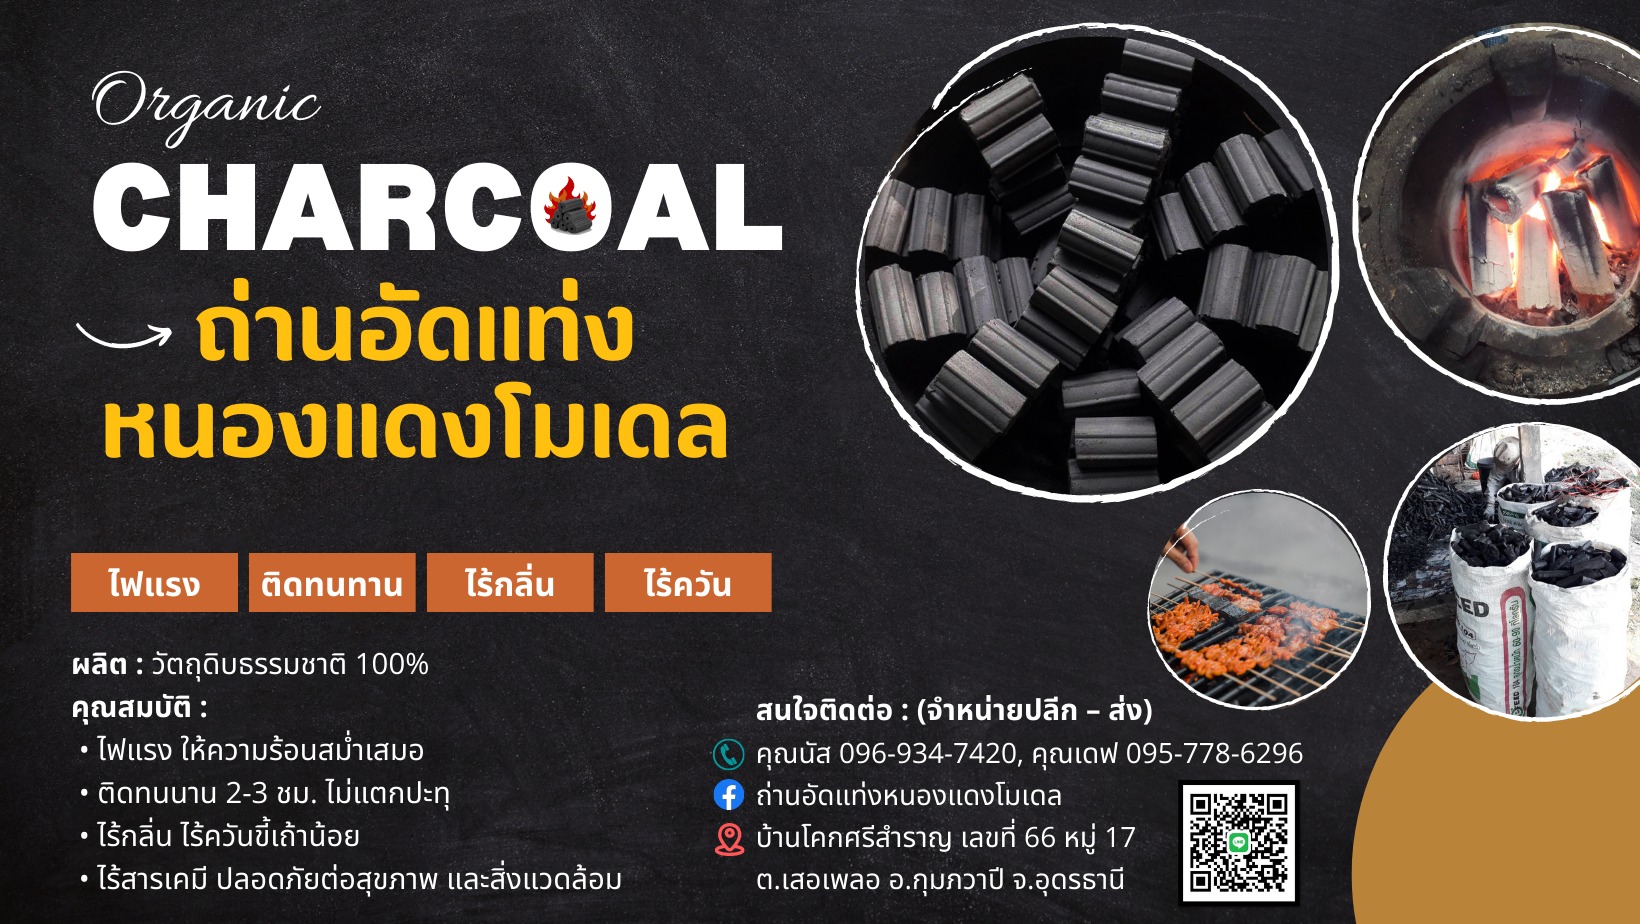 Organic
CHARCOAL
ถ่านอัดแท่ง
หนองแดงโมเดล
ไฟแรง
ติดทนทาน
ไร้กลิ่น
ไร้ควัน
ผลิต : วัตถุดิบธรรมชาติ 100%
คุณสมบัติ :
• ไฟแรง ให้ความร้อนสม่ำเสมอ
• ติดทนนาน 2-3 ชม. ไม่แตกปะทุ
• ไร้กลิ่น ไร้ควันขี้เถ้าน้อย
• ไร้สารเคมี ปลอดภัยต่อสุขภาพ และสิ่งแวดล้อม
สนใจติดต่อ : (จำหน่ายปลีก – ส่ง)
คุณนัส 096-934-7420, คุณเดฟ 095-778-6296
ถ่านอัดแท่งหนองแดงโมเดล
บ้านโคกศรีสำราญ เลขที่ 66 หมู่ 17
ต.เสอเพลอ อ.กุมภวาปี จ.อุดรธานี